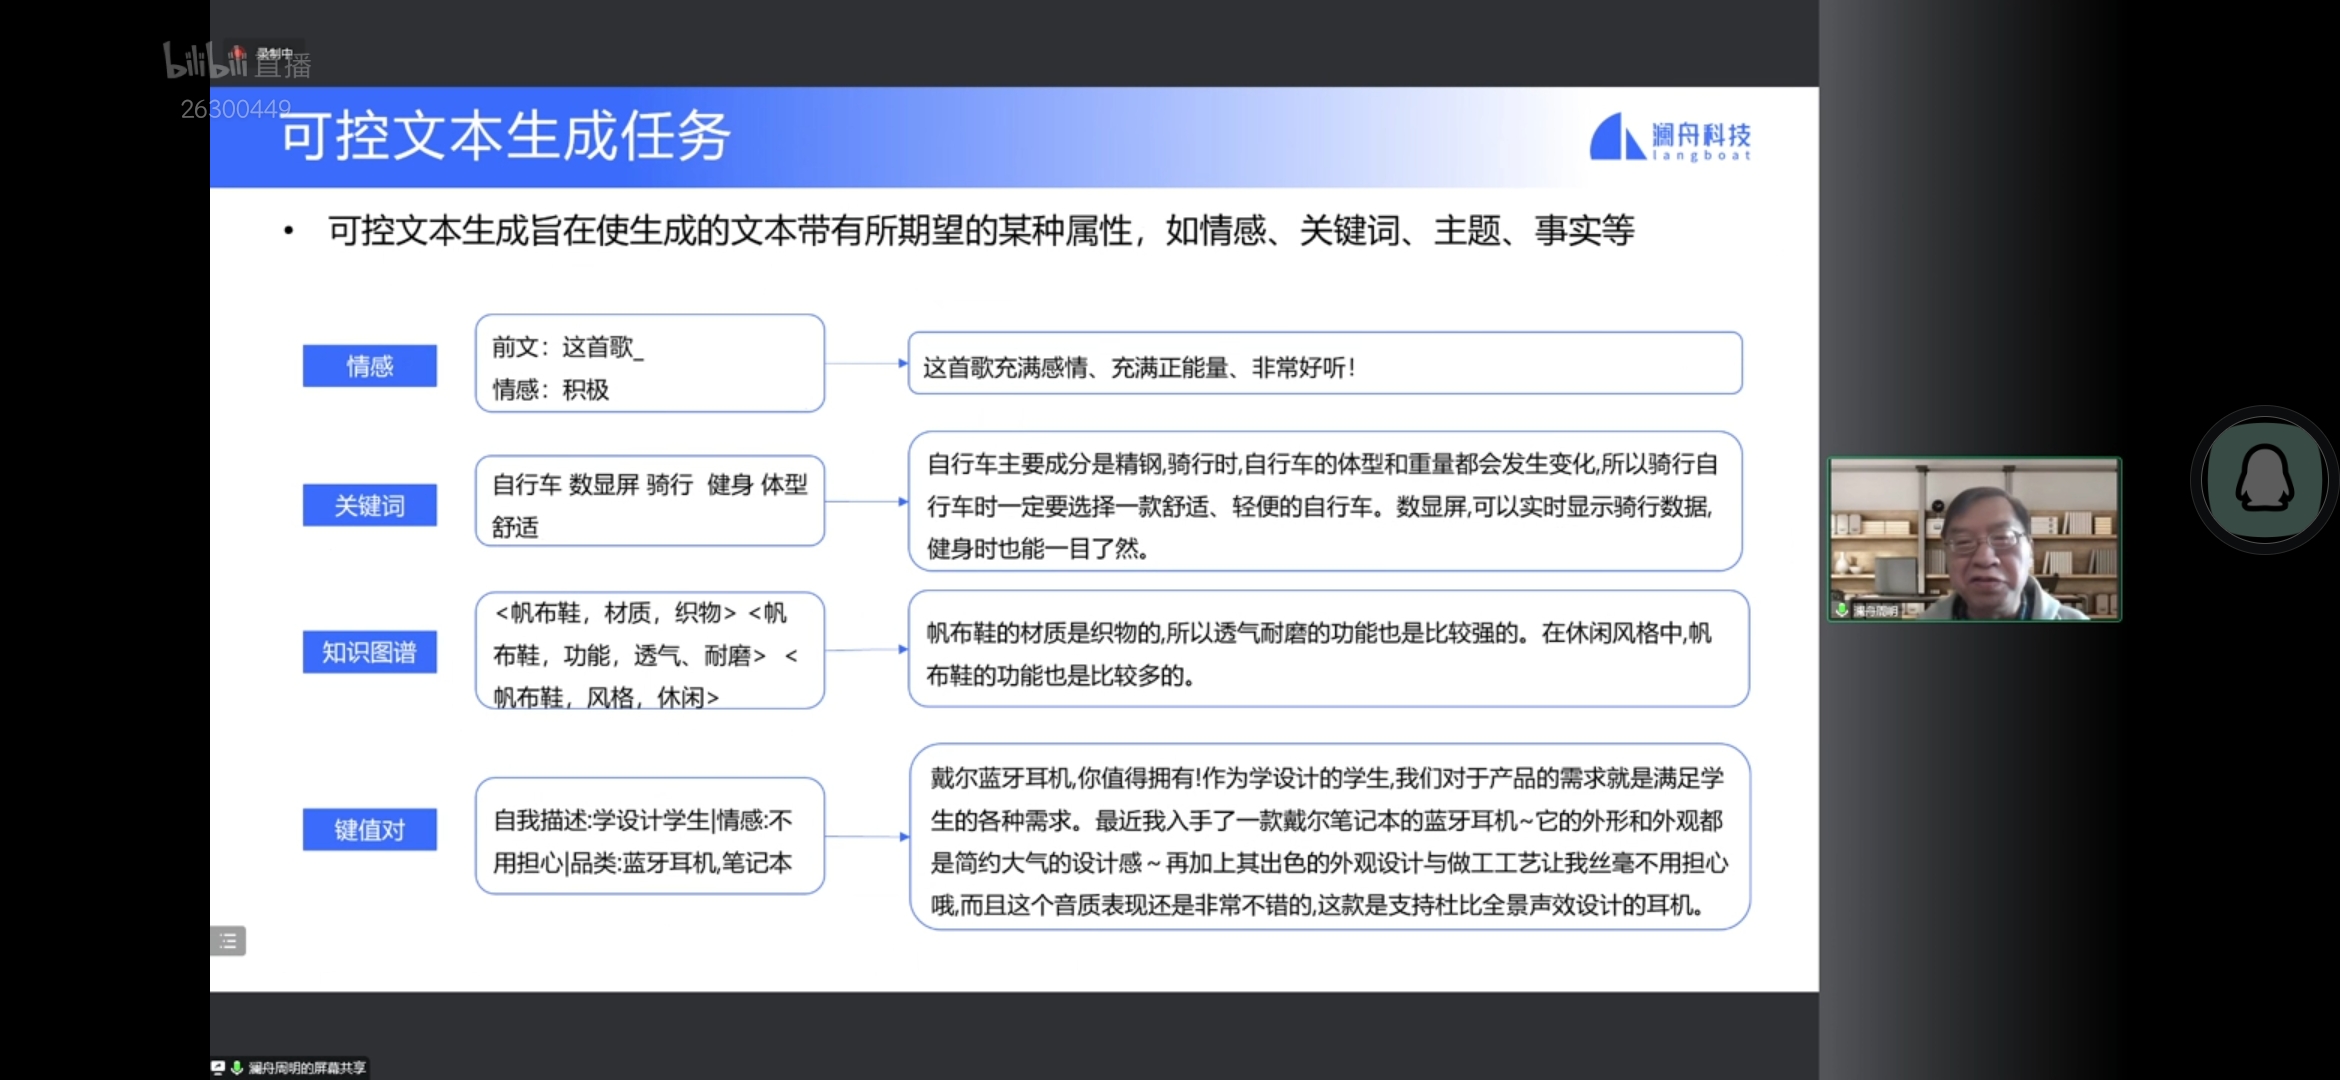 bilibili 直播
录制中
26300449
可控文本生成任务
澜舟科技
langboat
• 可控文本生成旨在使生成的文本带有所期望的某种属性，如情感、关键词、主题、事实等
情感
前文：这首歌_
情感：积极
这首歌充满感情、充满正能量、非常好听！
关键词
自行车 数显屏 骑行 健身 体型
舒适
自行车主要成分是精钢,骑行时,自行车的体型和重量都会发生变化,所以骑行自
行车时一定要选择一款舒适、轻便的自行车。数显屏,可以实时显示骑行数据,
健身时也能一目了然。
知识图谱
<帆布鞋，材质，织物> <帆
布鞋，功能，透气、耐磨> <
帆布鞋，风格，休闲>
帆布鞋的材质是织物的,所以透气耐磨的功能也是比较强的。在休闲风格中,帆
布鞋的功能也是比较多的。
键值对
自我描述:学设计学生|情感:不
用担心|品类:蓝牙耳机,笔记本
戴尔蓝牙耳机,你值得拥有!作为学设计的学生,我们对于产品的需求就是满足学
生的各种需求。最近我入手了一款戴尔笔记本的蓝牙耳机~它的外形和外观都
是简约大气的设计感～再加上其出色的外观设计与做工工艺让我丝毫不用担心
哦,而且这个音质表现还是非常不错的,这款是支持杜比全景声效设计的耳机。
澜舟周明
澜舟周明的屏幕共享